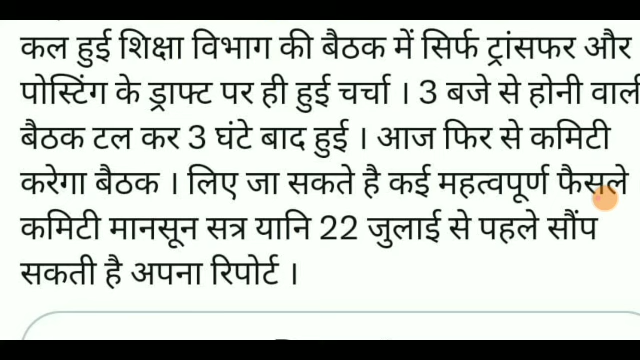 कल हुई शिक्षा विभाग की बैठक में सिर्फ ट्रांसफर और
पोस्टिंग के ड्राफ्ट पर ही हुई चर्चा । 3 बजे से होनी वाली
बैठक टल कर 3 घंटे बाद हुई । आज फिर से कमिटी
करेगा बैठक । लिए जा सकते है कई महत्वपूर्ण फैसले
कमिटी मानसून सत्र यानि 22 जुलाई से पहले सौंप
सकती है अपना रिपोर्ट ।